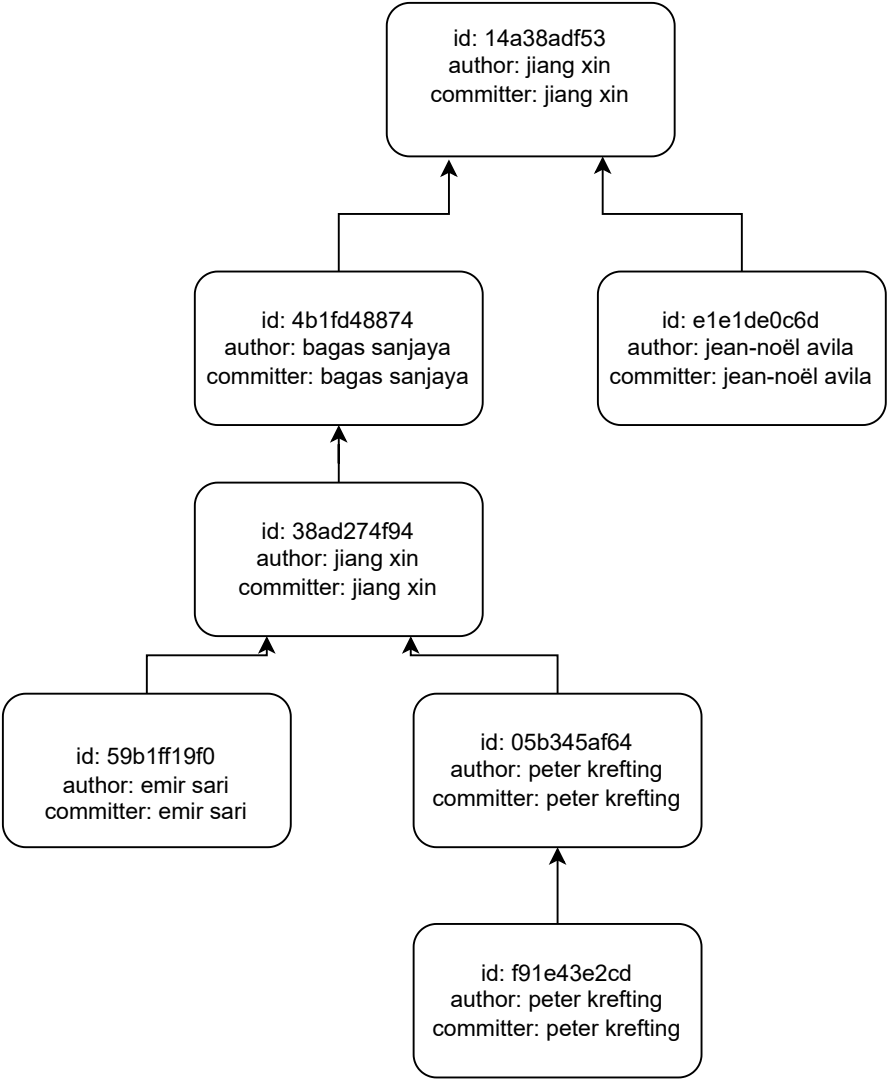 id: 14a38adf53
author: jiang xin
committer: jiang xin
id: 4b1fd48874
author: bagas sanjaya
committer: bagas sanjaya
id: e1e1de0c6d
author: jean-noël avila
committer: jean-noël avila
id: 38ad274f94
author: jiang xin
committer: jiang xin
id: 59b1ff19f0
author: emir sari
committer: emir sari
id: 05b345af64
author: peter krefting
committer: peter krefting
id: f91e43e2cd
author: peter krefting
committer: peter krefting